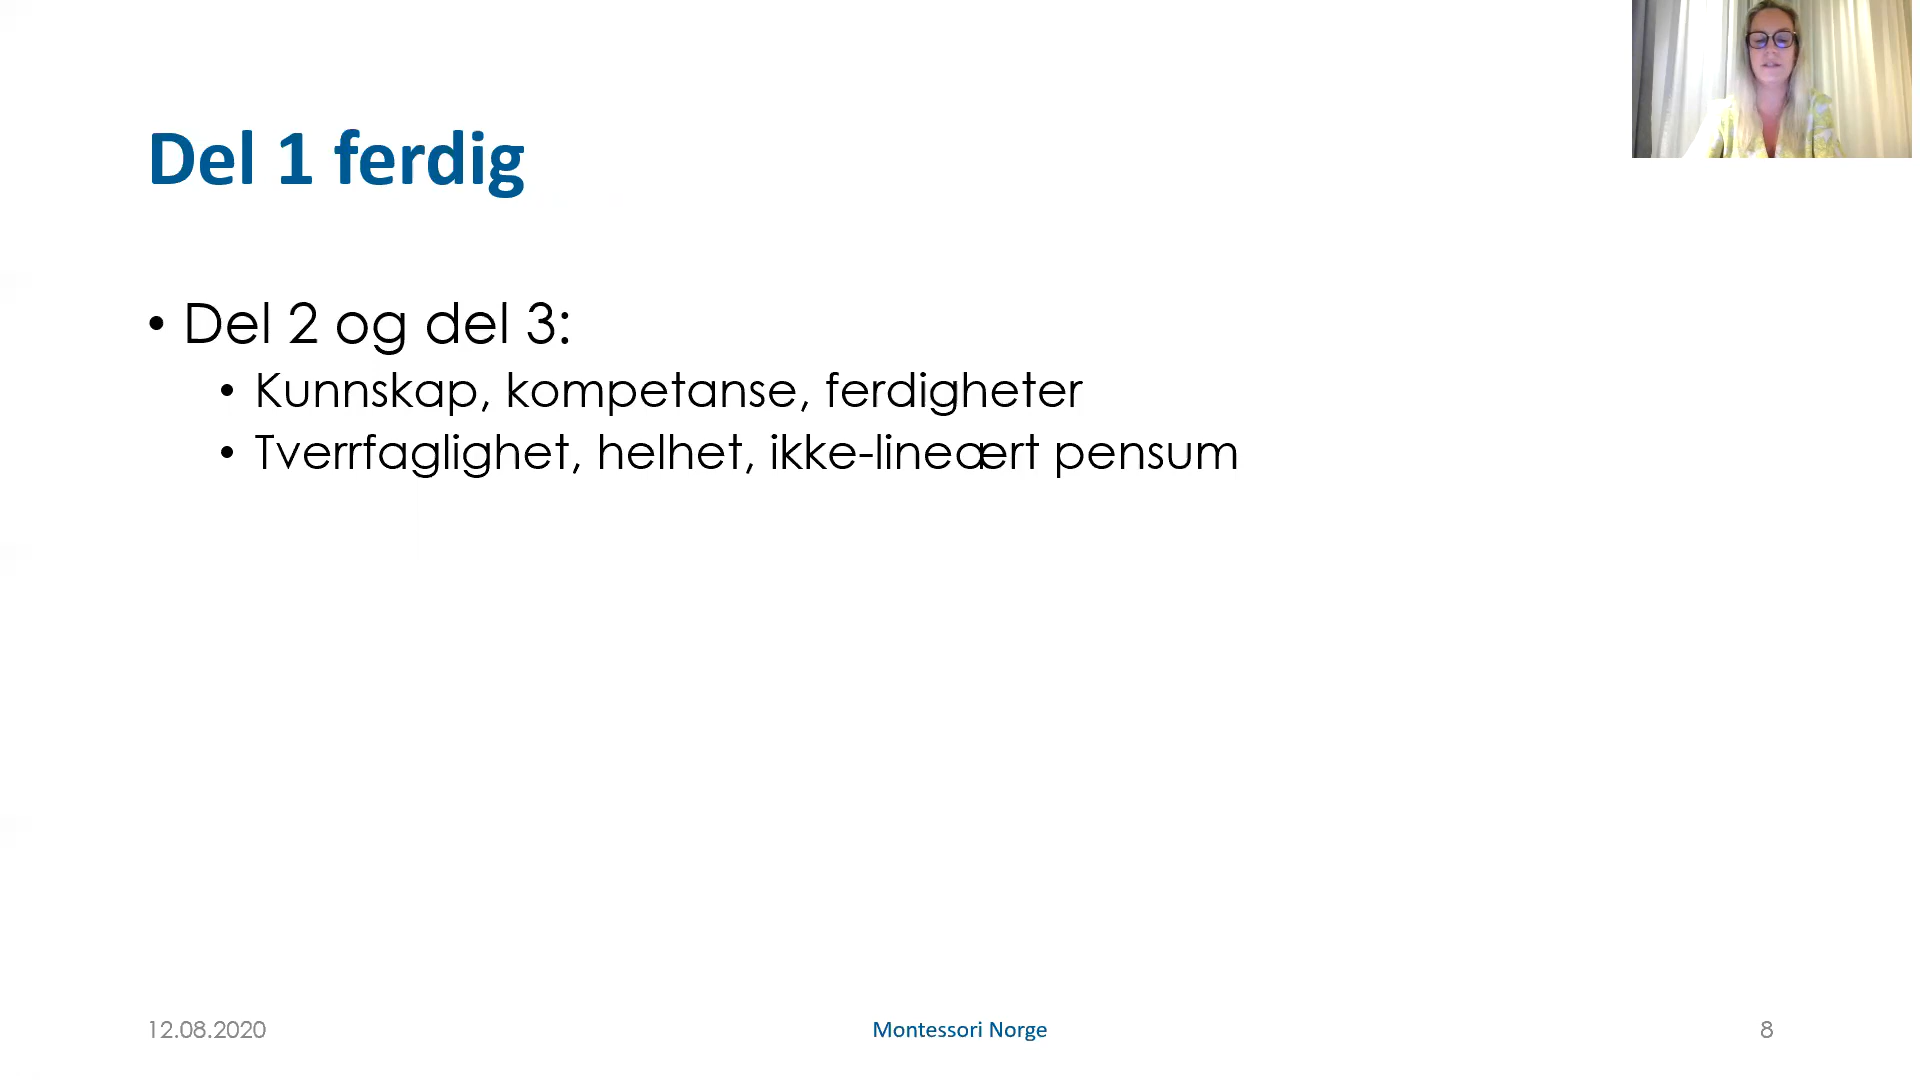 Del 1 ferdig
• Del 2 og del 3:
• Kunnskap, kompetanse, ferdigheter
• Tverrfaglighet, helhet, ikke-lineært pensum
12.08.2020
Montessori Norge
8